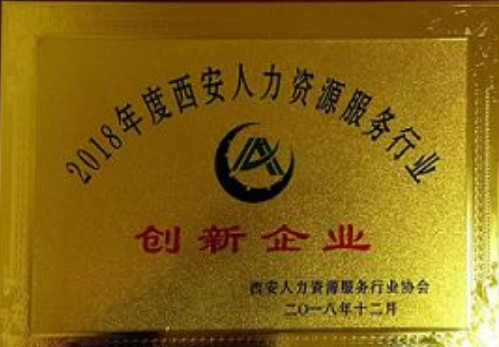 2018年度西安人力资源服务行业
创新企业
西安人力资源服务行业协会
二〇一八年十二月